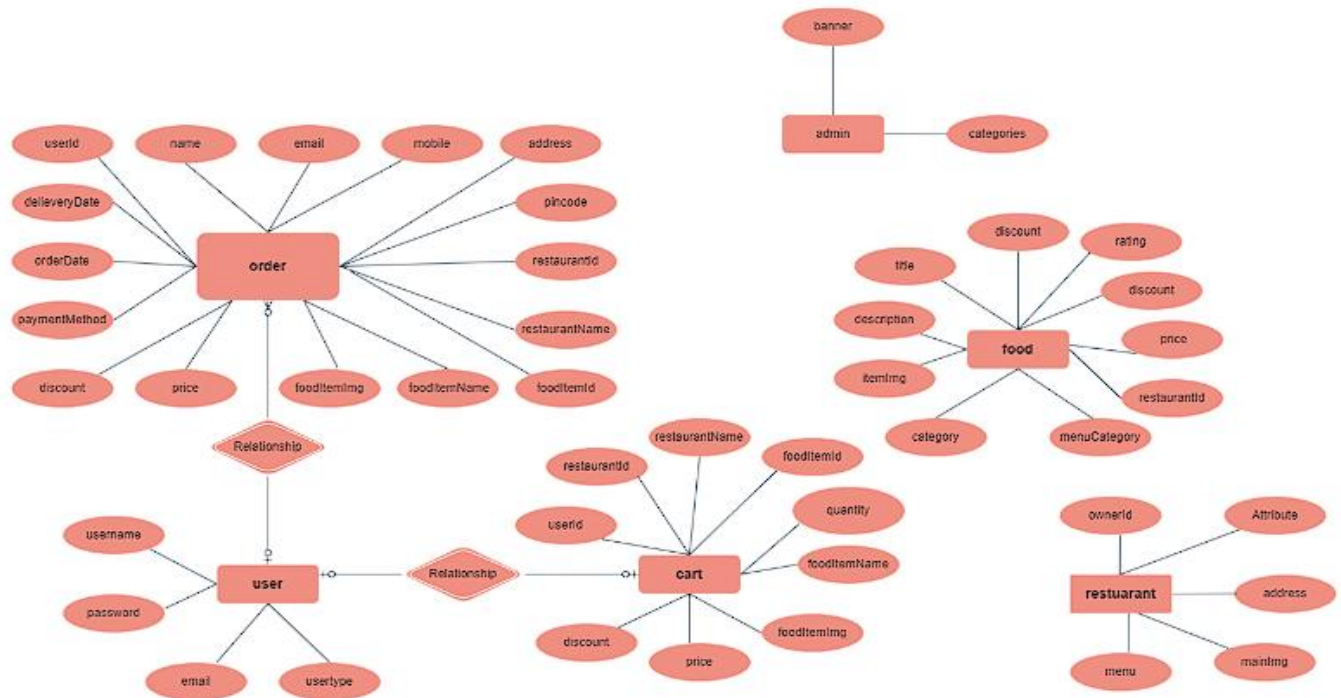 banner
admin
categories
userId
name
email
mobile
address
delieveryDate
pincode
order
orderDate
restaurantId
paymentMethod
restaurantName
discount
price
foodItemImg
foodItemName
foodItemId
discount
rating
title
discount
description
food
price
itemImg
restaurantId
category
menuCategory
Relationship
restaurantName
restaurantId
foodItemId
userId
quantity
foodItemName
cart
discount
price
foodItemImg
username
user
password
email
usertype
Relationship
ownerId
Attribute
restuarant
address
menu
mainImg